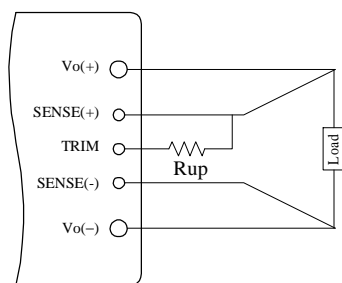 Vo(+)
SENSE(+)
TRIM
Rup
SENSE(-)
Vo(−)
Load